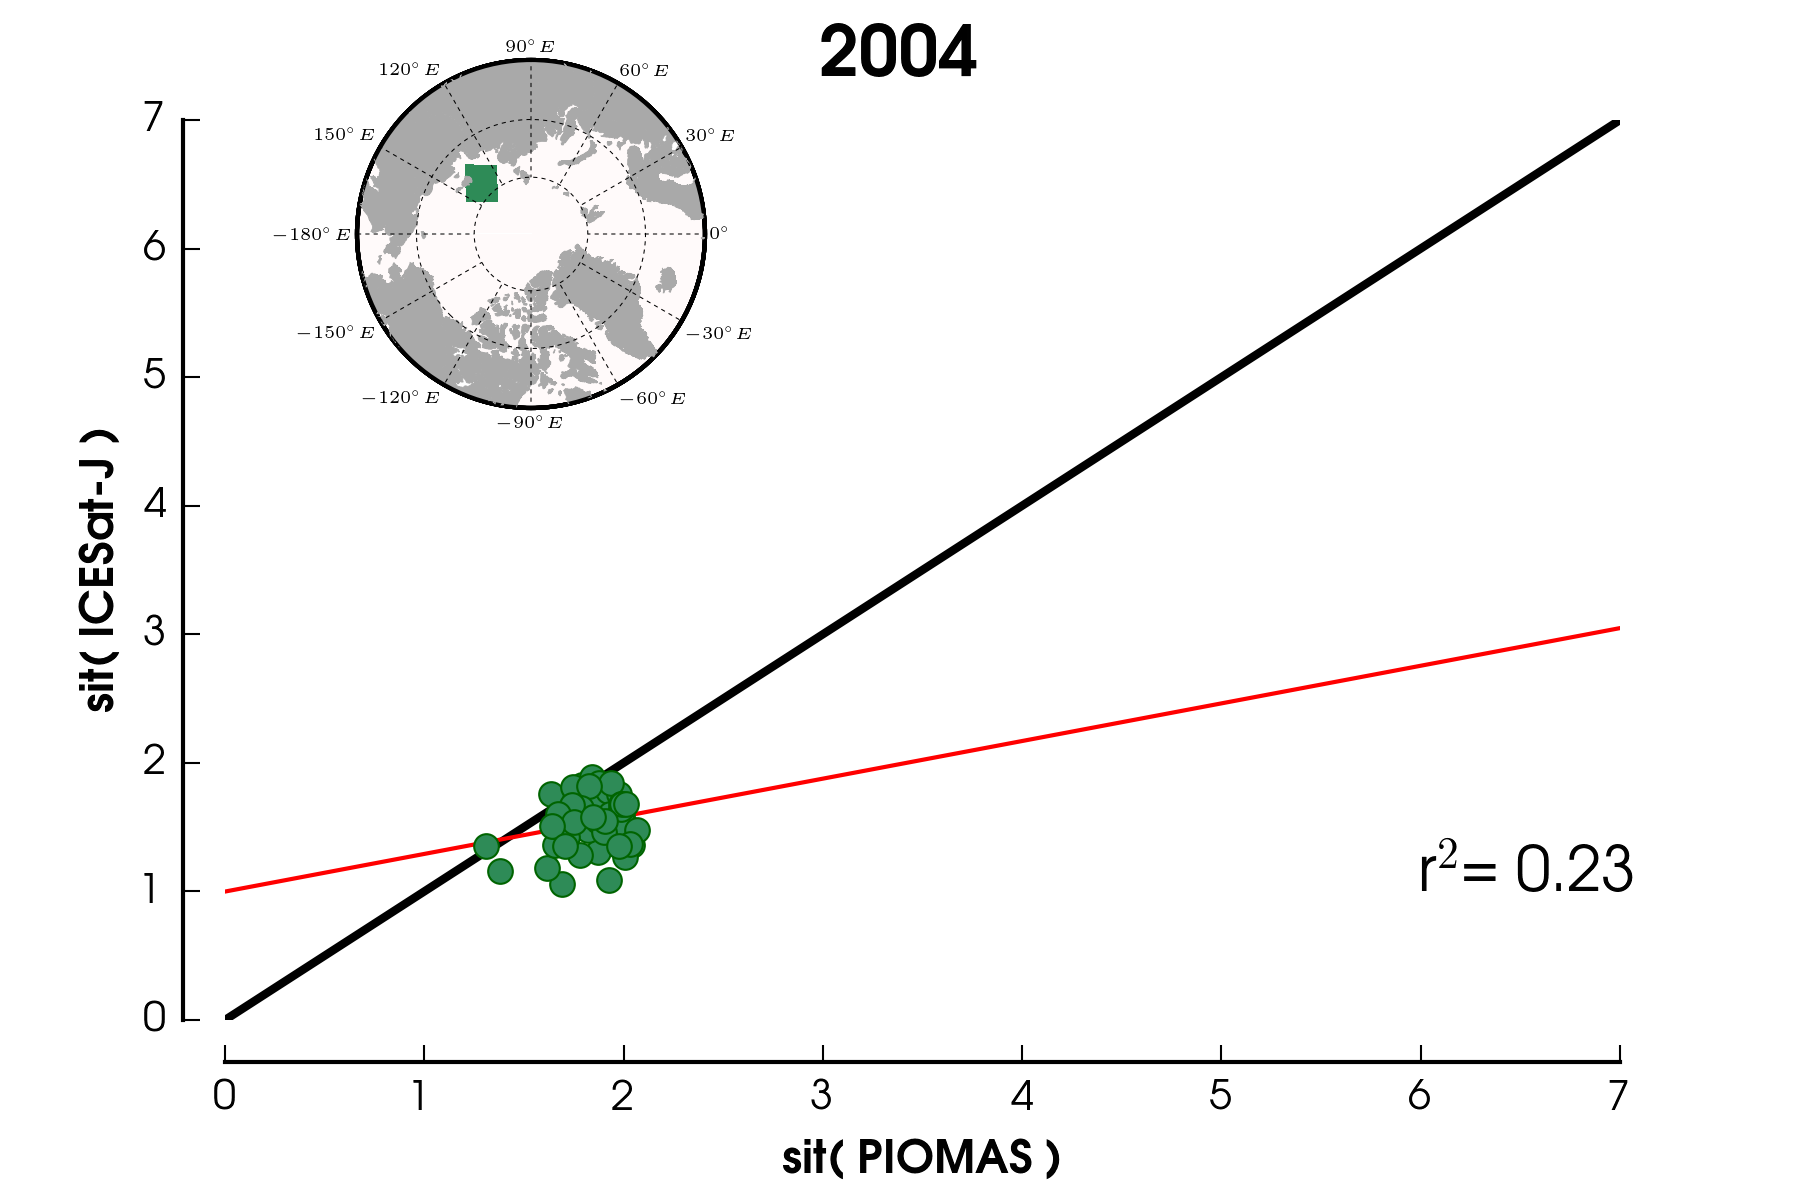 2004
90° E
120° E
60° E
150° E
30° E
−180° E
0°
−150° E
−30° E
−120° E
−60° E
−90° E
7
6
5
4
3
2
1
0
sit( ICESat-J )
r²= 0.23
0 1 2 3 4 5 6 7
sit( PIOMAS )